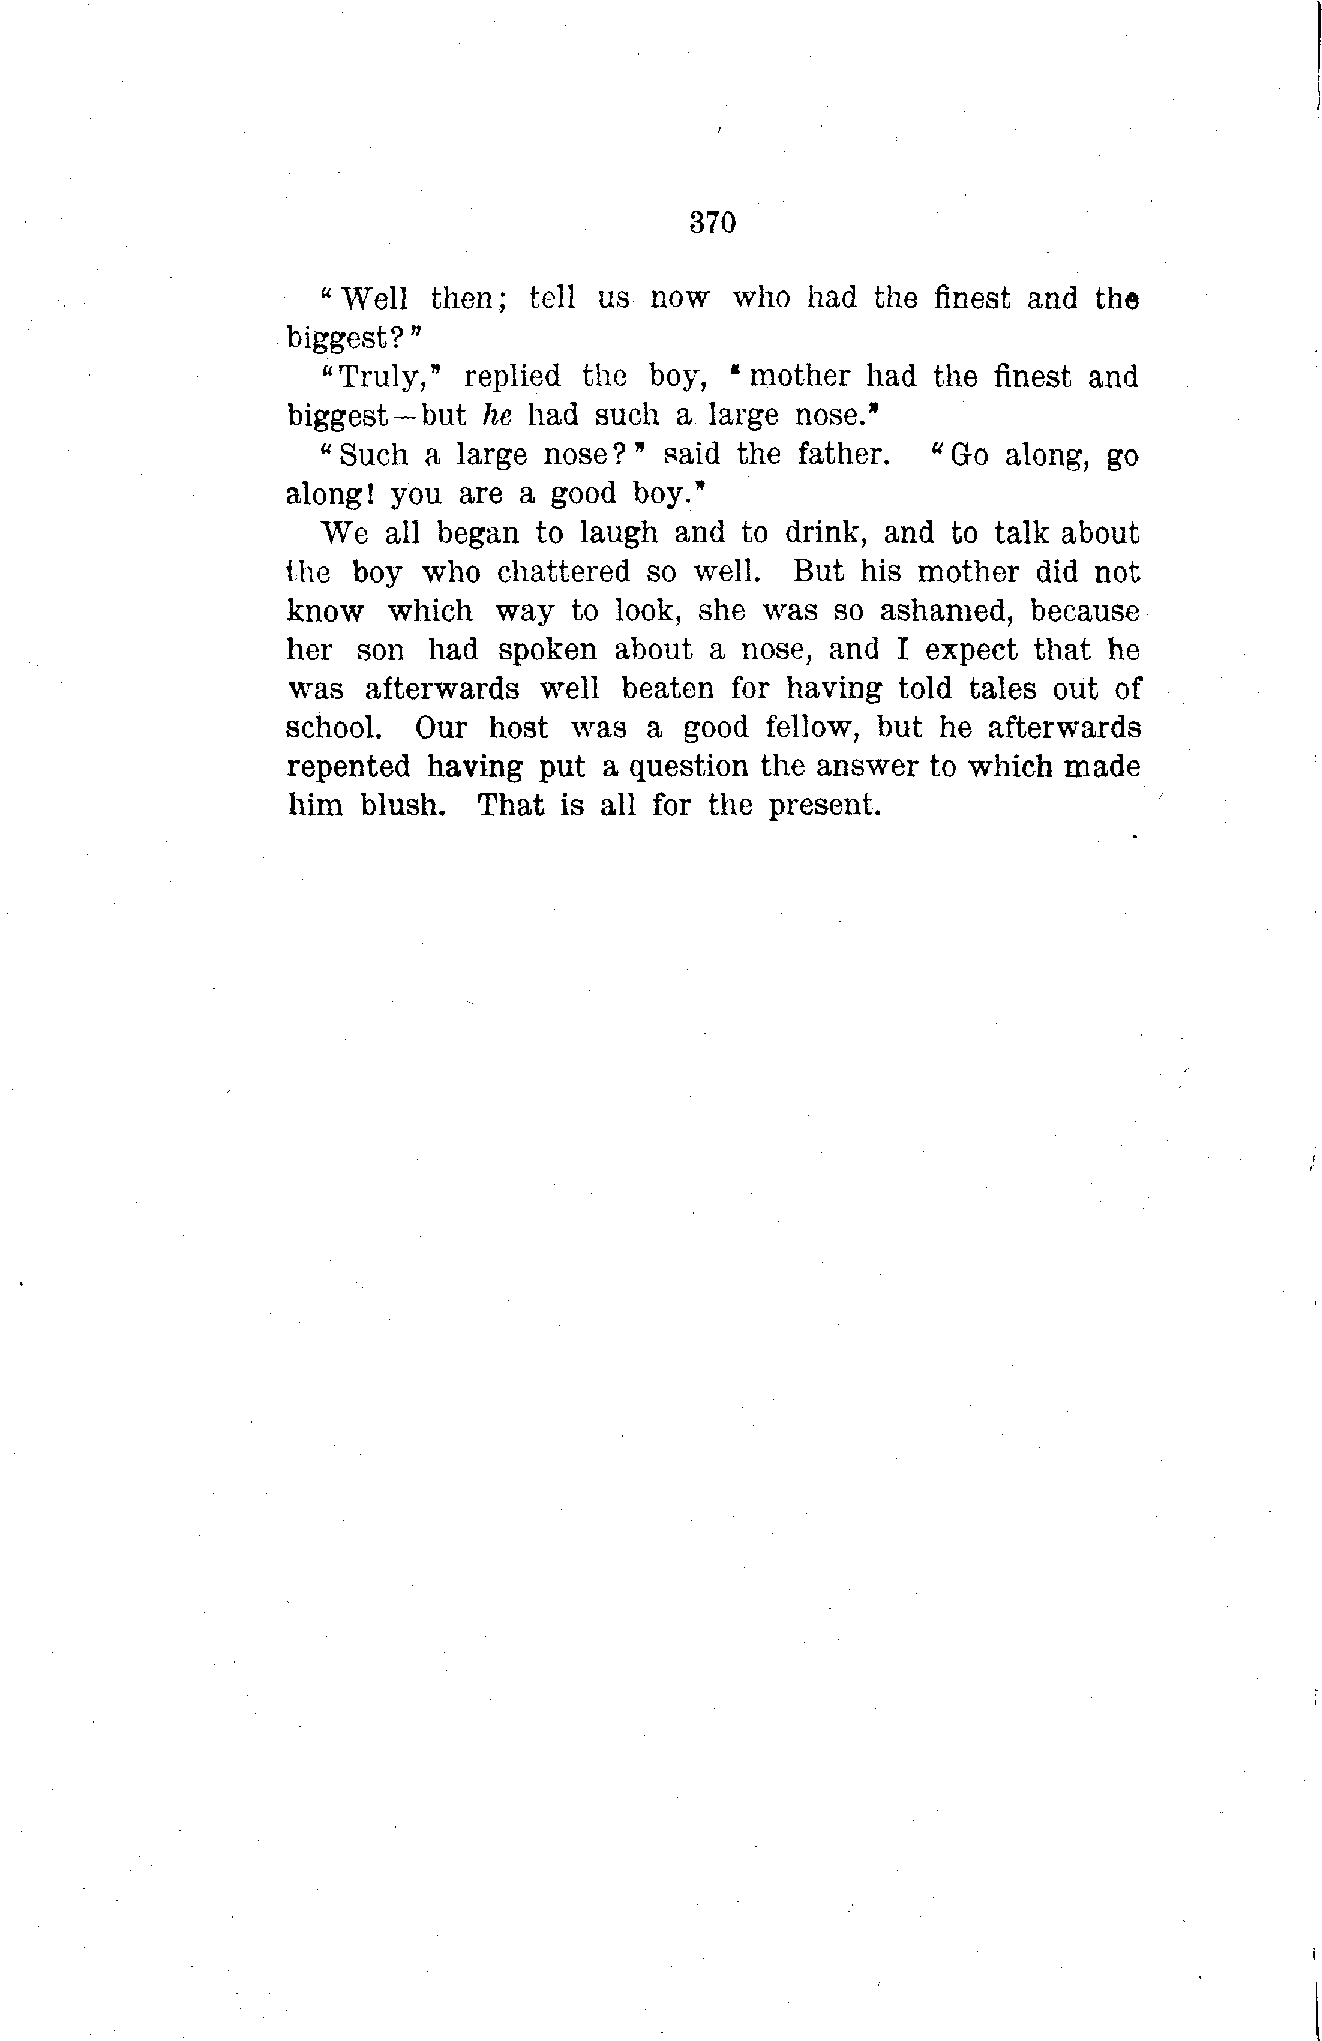 370
"Well then; tell us now who had the finest and the
biggest?"
"Truly," replied the boy, "mother had the finest and
biggest—but he had such a large nose."
"Such a large nose?" said the father. "Go along, go
along! you are a good boy."
We all began to laugh and to drink, and to talk about
the boy who chattered so well. But his mother did not
know which way to look, she was so ashamed, because
her son had spoken about a nose, and I expect that he
was afterwards well beaten for having told tales out of
school. Our host was a good fellow, but he afterwards
repented having put a question the answer to which made
him blush. That is all for the present.